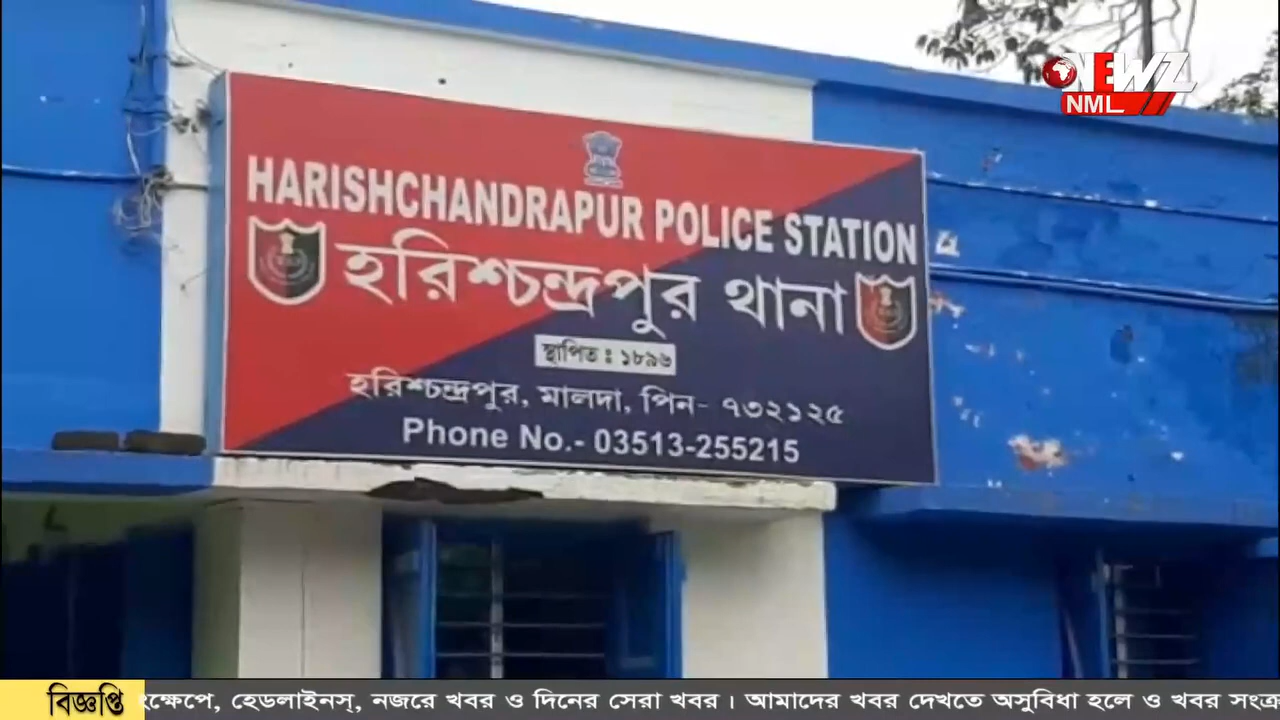 NEWZ
NML
HARISHCHANDRAPUR POLICE STATION
হরিশ্চন্দ্রপুর থানা
স্থাপিত : ১৮৯৬
হরিশ্চন্দ্রপুর, মালদা, পিন- ৭৩২১২৫
Phone No.- 03513-255215
বিজ্ঞপ্তি
ংক্ষেপে, হেডলাইনস্, নজরে খবর ও দিনের সেরা খবর । আমাদের খবর দেখতে অসুবিধা হলে ও খবর সংক্র